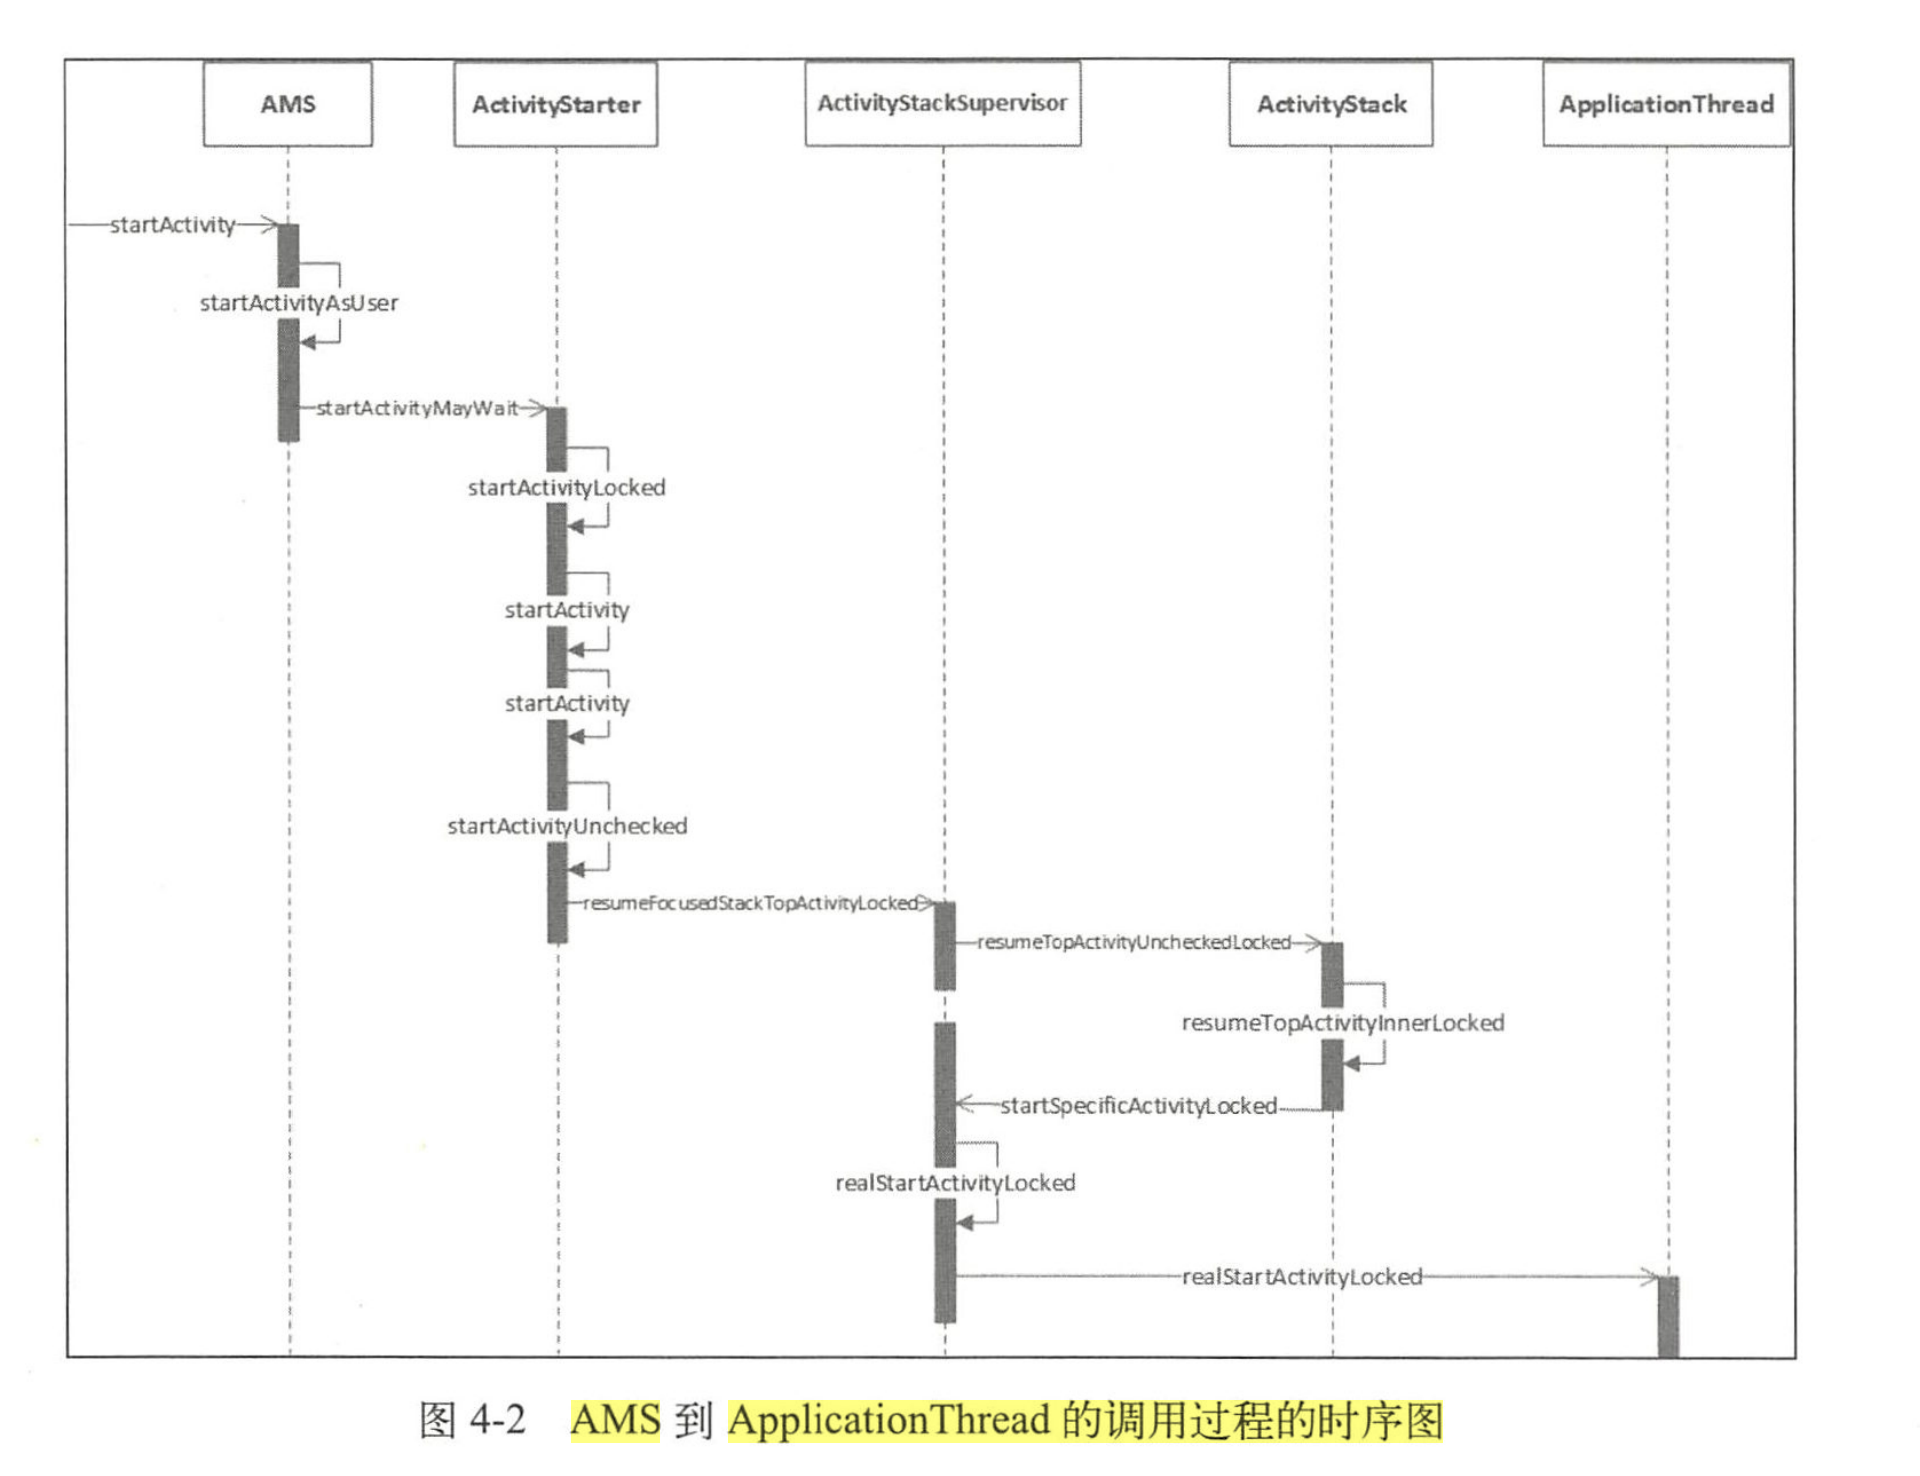 AMS
ActivityStarter
ActivityStackSupervisor
ActivityStack
ApplicationThread
startActivity
startActivityAsUser
startActivityMayWait
startActivityLocked
startActivity
startActivity
startActivityUnchecked
resumeFocusedStackTopActivityLocked
resumeTopActivityUncheckedLocked
resumeTopActivityInnerLocked
startSpecificActivityLocked
realStartActivityLocked
realStartActivityLocked
图 4-2 AMS 到 ApplicationThread 的调用过程的时序图